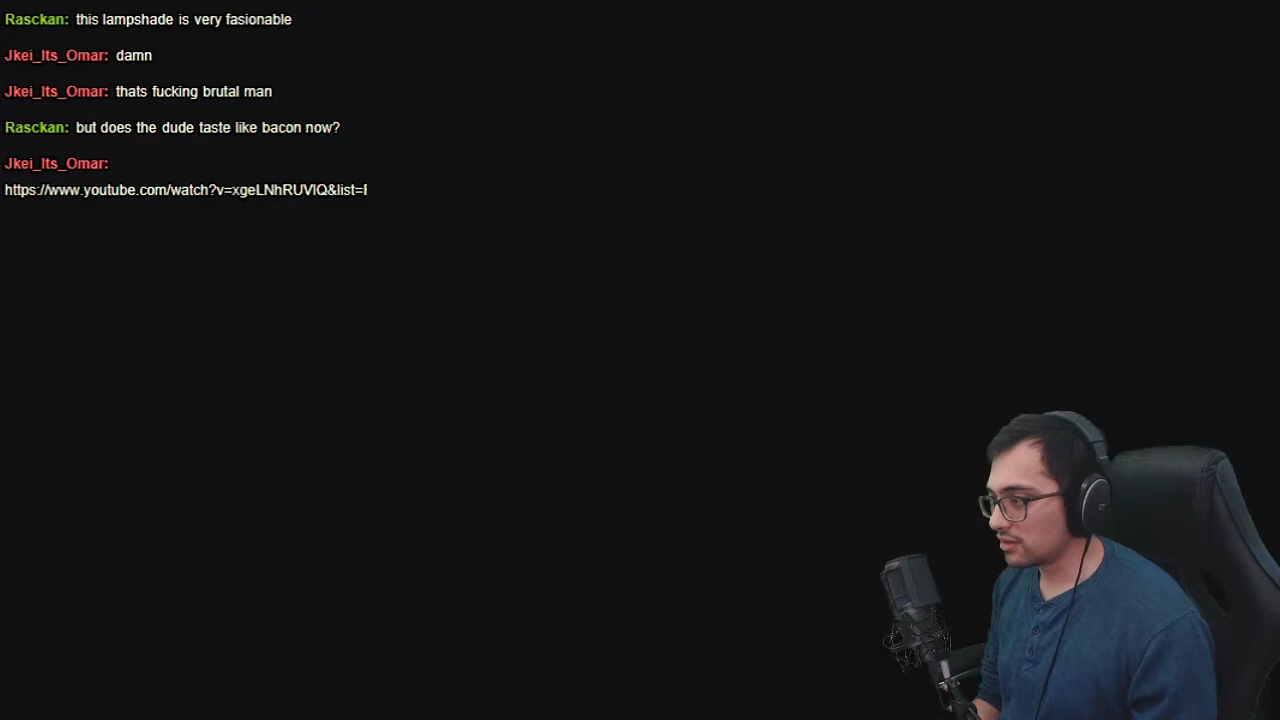 Rasckan: this lampshade is very fasionable
Jkei_Its_Omar: damn
Jkei_Its_Omar: thats fucking brutal man
Rasckan: but does the dude taste like bacon now?
Jkei_Its_Omar:
https://www.youtube.com/watch?v=xgeLNhRUVlQ&list=